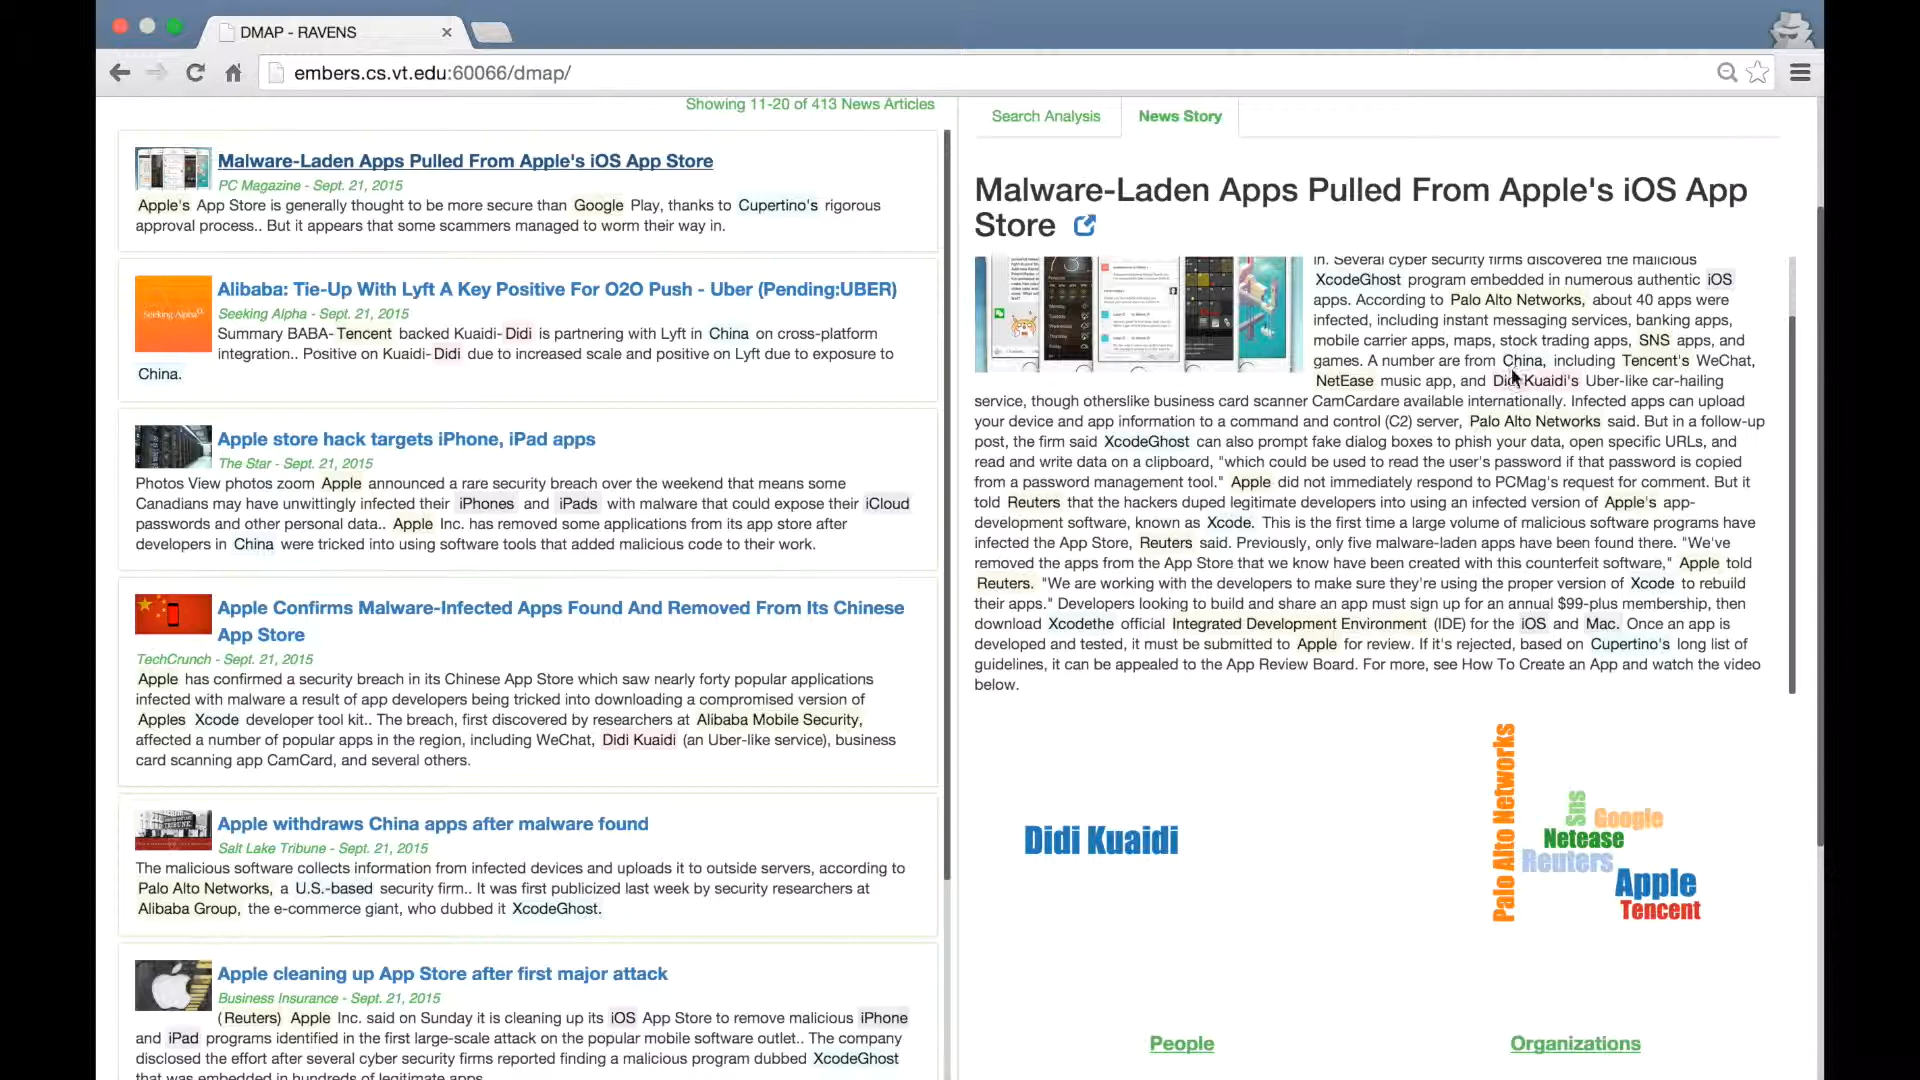 DMAP - RAVENS
embers.cs.vt.edu:60066/dmap/
Showing 11-20 of 413 News Articles
Malware-Laden Apps Pulled From Apple's iOS App Store
PC Magazine - Sept. 21, 2015
Apple's App Store is generally thought to be more secure than Google Play, thanks to Cupertino's rigorous
approval process.. But it appears that some scammers managed to worm their way in.
Seeking Alpha
Alibaba: Tie-Up With Lyft A Key Positive For O2O Push - Uber (Pending:UBER)
Seeking Alpha - Sept. 21, 2015
Summary BABA- Tencent backed Kuaidi- Didi is partnering with Lyft in China on cross-platform
integration.. Positive on Kuaidi- Didi due to increased scale and positive on Lyft due to exposure to
China.
Apple store hack targets iPhone, iPad apps
The Star - Sept. 21, 2015
Photos View photos zoom Apple announced a rare security breach over the weekend that means some
Canadians may have unwittingly infected their iPhones and iPads with malware that could expose their iCloud
passwords and other personal data.. Apple Inc. has removed some applications from its app store after
developers in China were tricked into using software tools that added malicious code to their work.
Apple Confirms Malware-Infected Apps Found And Removed From Its Chinese
App Store
TechCrunch - Sept. 21, 2015
Apple has confirmed a security breach in its Chinese App Store which saw nearly forty popular applications
infected with malware a result of app developers being tricked into downloading a compromised version of
Apples Xcode developer tool kit.. The breach, first discovered by researchers at Alibaba Mobile Security,
affected a number of popular apps in the region, including WeChat, Didi Kuaidi (an Uber-like service), business
card scanning app CamCard, and several others.
Apple withdraws China apps after malware found
Salt Lake Tribune - Sept. 21, 2015
The malicious software collects information from infected devices and uploads it to outside servers, according to
Palo Alto Networks, a U.S.-based security firm.. It was first publicized last week by security researchers at
Alibaba Group, the e-commerce giant, who dubbed it XcodeGhost.
Apple cleaning up App Store after first major attack
Business Insurance - Sept. 21, 2015
(Reuters) Apple Inc. said on Sunday it is cleaning up its iOS App Store to remove malicious iPhone
and iPad programs identified in the first large-scale attack on the popular mobile software outlet.. The company
disclosed the effort after several cyber security firms reported finding a malicious program dubbed XcodeGhost
that was embedded in hundreds of legitimate apps.
Search Analysis
News Story
Malware-Laden Apps Pulled From Apple's iOS App
Store
in. Several cyber security firms discovered the malicious
XcodeGhost program embedded in numerous authentic iOS
apps. According to Palo Alto Networks, about 40 apps were
infected, including instant messaging services, banking apps,
mobile carrier apps, maps, stock trading apps, SNS apps, and
games. A number are from China, including Tencent's WeChat,
NetEase music app, and Didi Kuaidi's Uber-like car-hailing
service, though otherslike business card scanner CamCardare available internationally. Infected apps can upload
your device and app information to a command and control (C2) server, Palo Alto Networks said. But in a follow-up
post, the firm said XcodeGhost can also prompt fake dialog boxes to phish your data, open specific URLs, and
read and write data on a clipboard, "which could be used to read the user's password if that password is copied
from a password management tool." Apple did not immediately respond to PCMag's request for comment. But it
told Reuters that the hackers duped legitimate developers into using an infected version of Apple's app-
development software, known as Xcode. This is the first time a large volume of malicious software programs have
infected the App Store, Reuters said. Previously, only five malware-laden apps have been found there. "We've
removed the apps from the App Store that we know have been created with this counterfeit software," Apple told
Reuters. "We are working with the developers to make sure they're using the proper version of Xcode to rebuild
their apps." Developers looking to build and share an app must sign up for an annual $99-plus membership, then
download Xcodethe official Integrated Development Environment (IDE) for the iOS and Mac. Once an app is
developed and tested, it must be submitted to Apple for review. If it's rejected, based on Cupertino's long list of
guidelines, it can be appealed to the App Review Board. For more, see How To Create an App and watch the video
below.
Didi Kuaidi
Palo Alto Networks
Sns
Google
Netease
Reuters
Apple
Tencent
People
Organizations